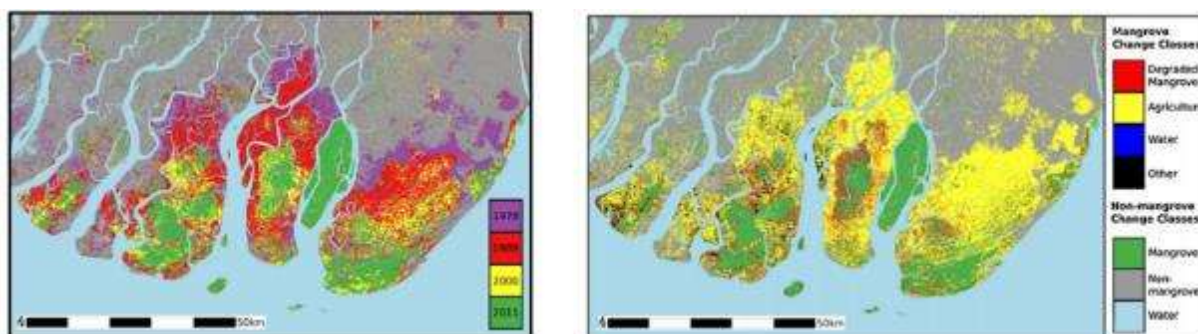 1978
1989
2000
2011
50km
50km
Mangrove
Change Classes
Degraded
Mangrove
Agricultur
Water
Other
Non-mangrove
Change Classes
Mangrove
Non-
mangrove
Water